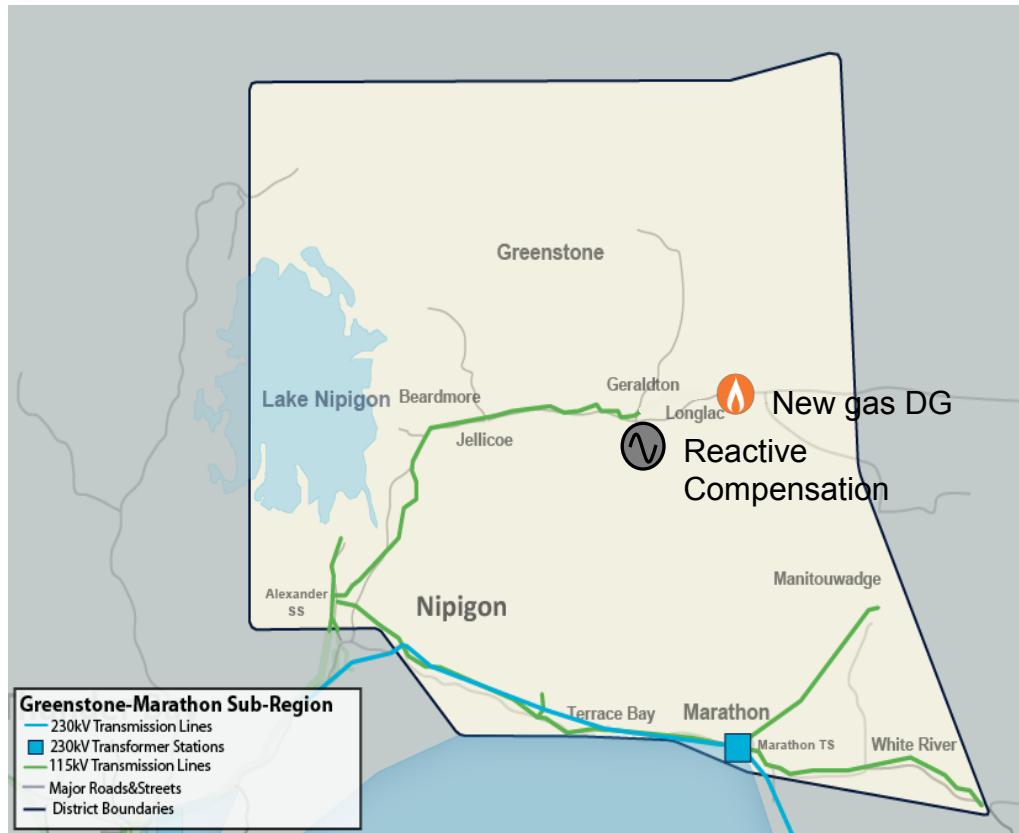 Greenstone
Geraldton
Lake Nipigon
Beardmore
Longlac
New gas DG
Jellicoe
Reactive
Compensation
Manitouwadge
Alexander
SS
Nipigon
Terrace Bay
Marathon
Marathon TS
White River
Greenstone-Marathon Sub-Region
230kV Transmission Lines
230kV Transformer Stations
115kV Transmission Lines
Major Roads&Streets
District Boundaries